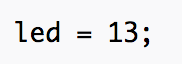 led = 13;